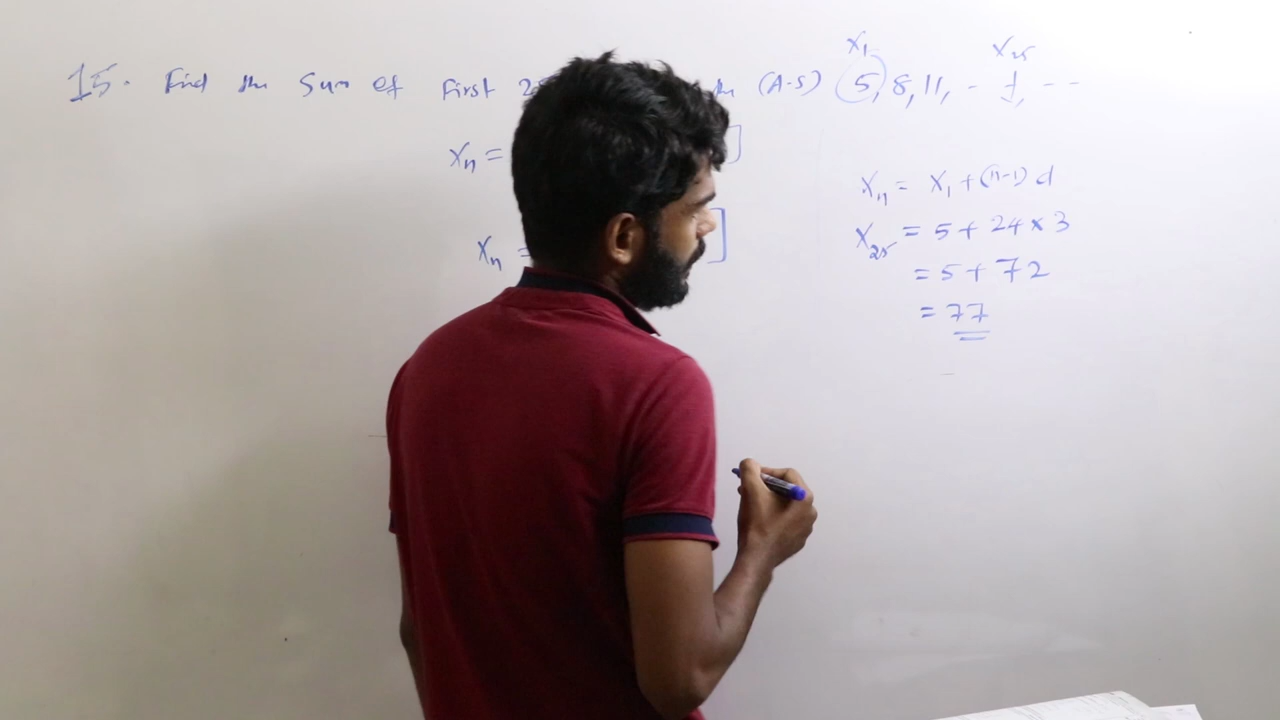 X₁ X₂₅
15. Find the Sum of First 2 the (A.S) 5, 8, 11, - -, - -
Xₙ = ]
Xₙ = X₁ + (n-1) d
Xₙ = ]
X₂₅ = 5 + 24 × 3
= 5 + 72
= 77